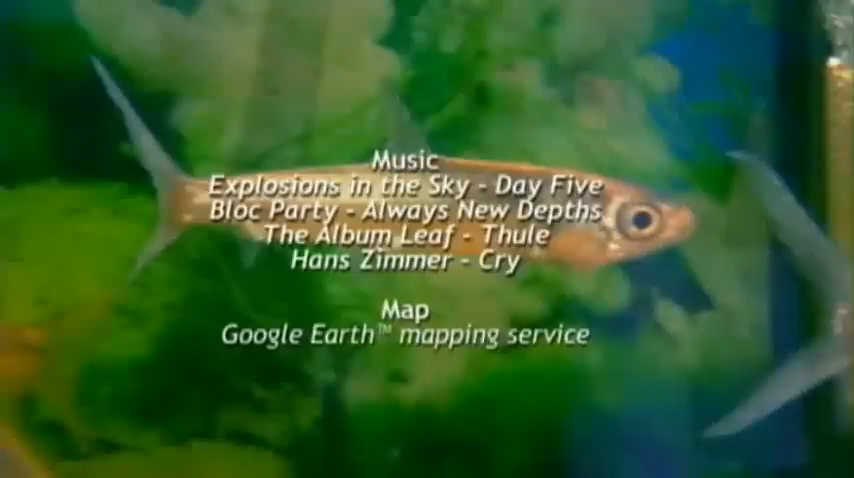 Music
Explosions in the Sky - Day Five
Bloc Party - Always New Depths
The Album Leaf - Thule
Hans Zimmer - Cry
Map
Google Earth™ mapping service